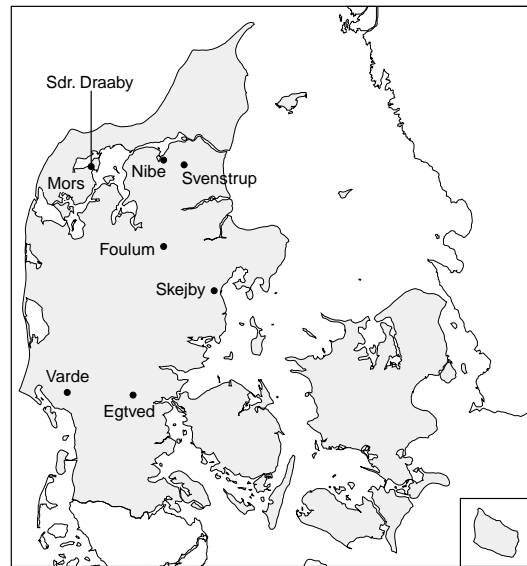 Sdr. Draaby
Mors
Nibe
Svenstrup
Foulum
Skejby
Varde
Egtved